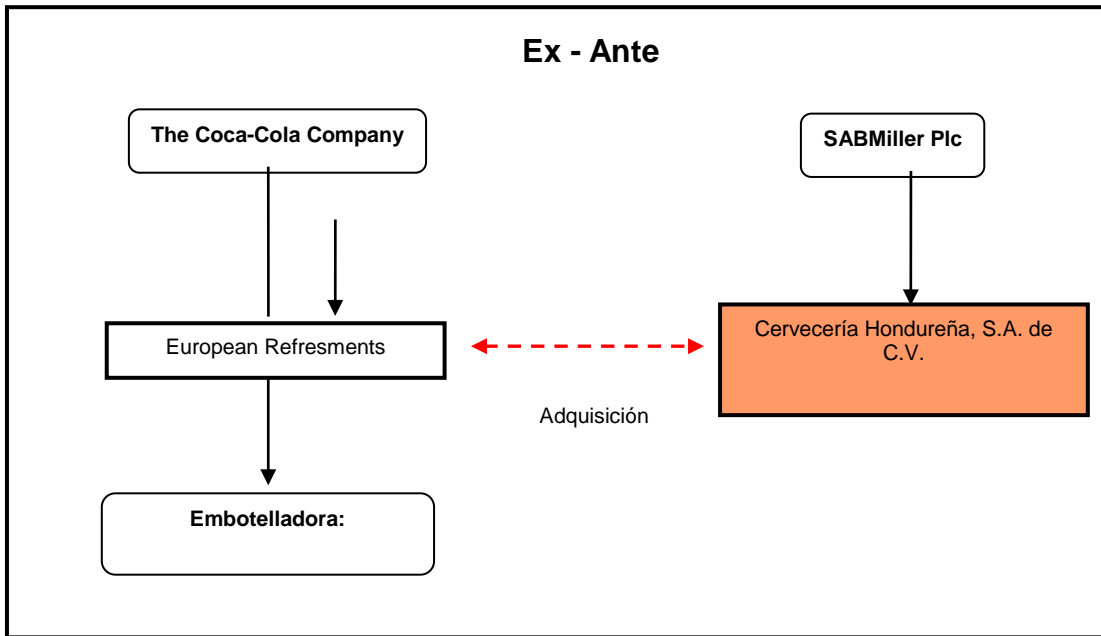 Ex - Ante
The Coca-Cola Company
SABMiller Plc
European Refresments
Cervecería Hondureña, S.A. de
C.V.
Adquisición
Embotelladora: